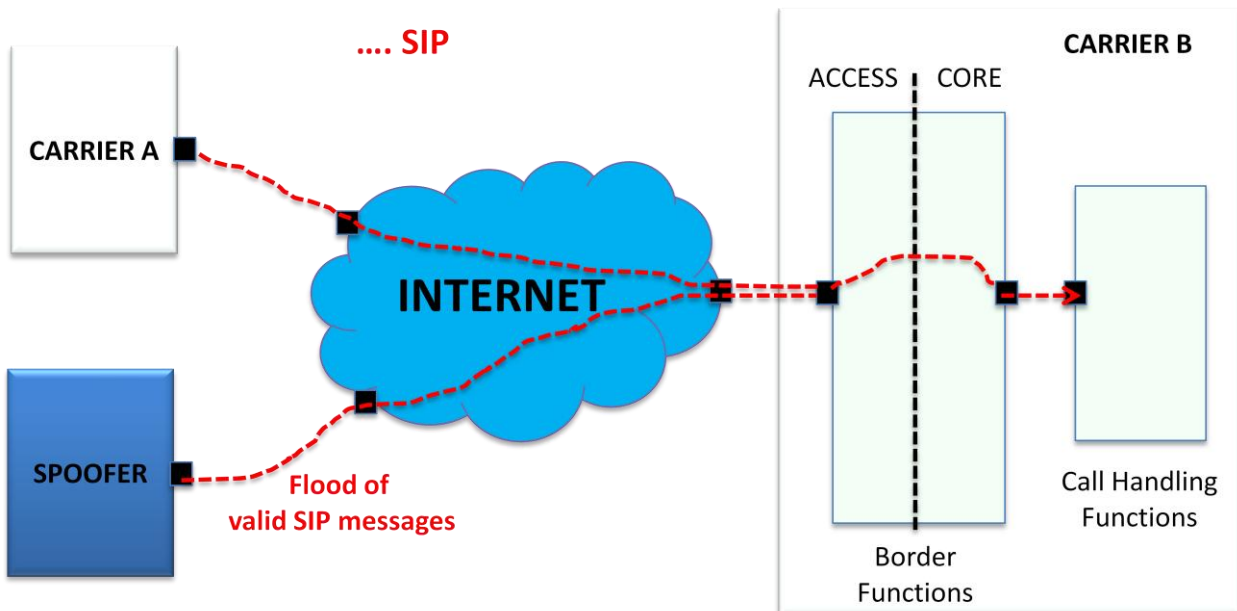 .... SIP
CARRIER B
ACCESS
CORE
CARRIER A
INTERNET
SPOOFER
Flood of
valid SIP messages
Call Handling
Functions
Border
Functions